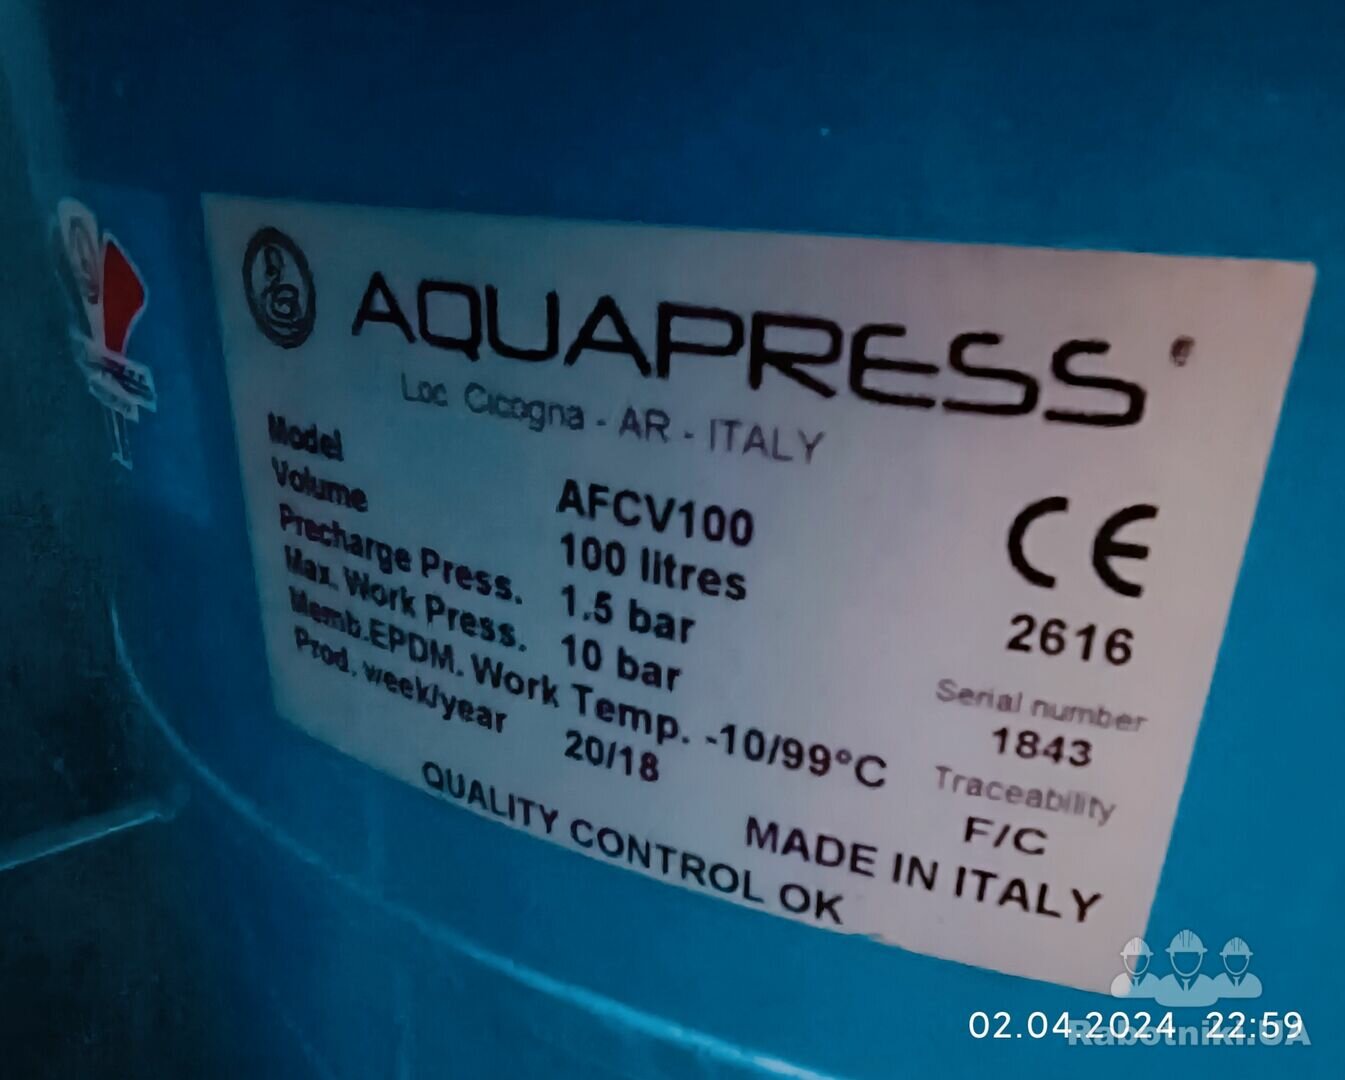 AQUAPRESS
Loc Cicogna - AR - ITALY
Model AFCV100
Volume 100 litres
Precharge Press. 1.5 bar
Max. Work Press. 10 bar
Memb.EPDM. Work Temp. -10/99°C
Prod. week/year 20/18
QUALITY CONTROL OK
CE
2616
Serial number
1843
Traceability
F/C
MADE IN ITALY
02.04.2024 22:59
Rabotniki.UA